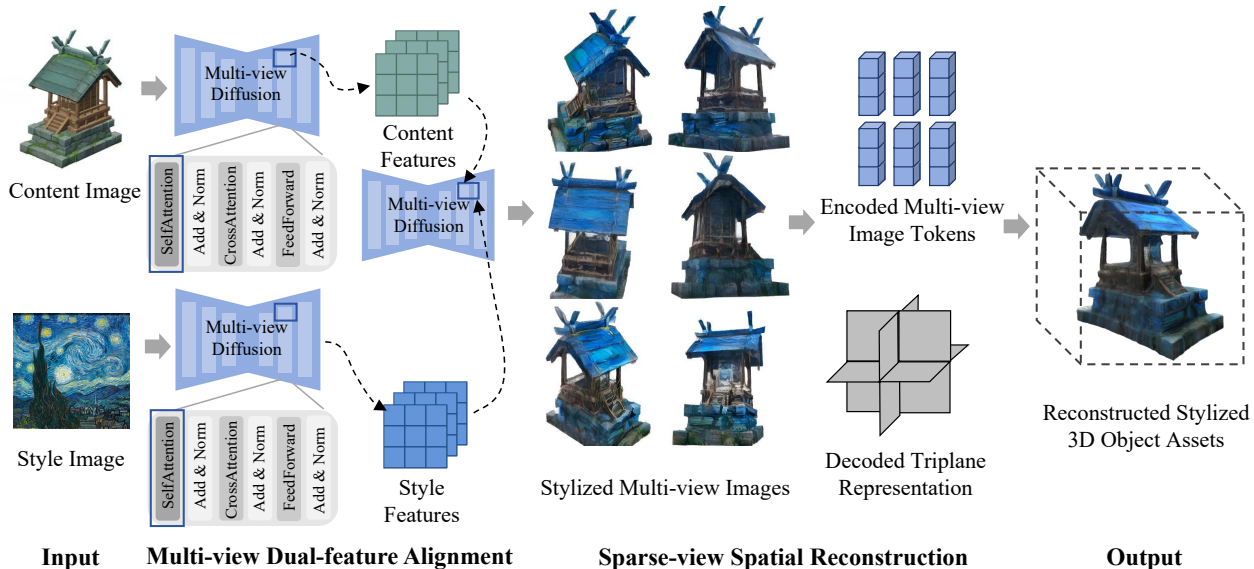 Multi-view
Diffusion
Content
Features
Content Image
SelfAttention
Add & Norm
CrossAttention
Add & Norm
FeedForward
Add & Norm
Multi-view
Diffusion
Multi-view
Diffusion
Style Image
SelfAttention
Add & Norm
CrossAttention
Add & Norm
FeedForward
Add & Norm
Style
Features
Stylized Multi-view Images
Encoded Multi-view
Image Tokens
Decoded Triplane
Representation
Reconstructed Stylized
3D Object Assets
Input
Multi-view Dual-feature Alignment
Sparse-view Spatial Reconstruction
Output